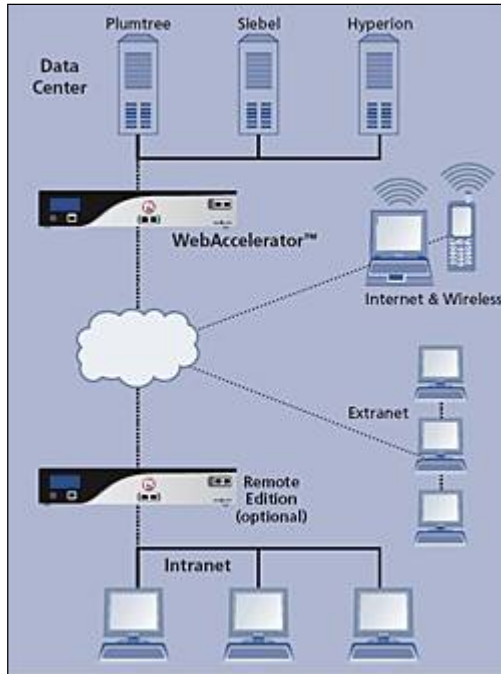 Plumtree
Siebel
Hyperion
Data
Center
WebAccelerator™
Internet & Wireless
Extranet
Remote
Edition
(optional)
Intranet